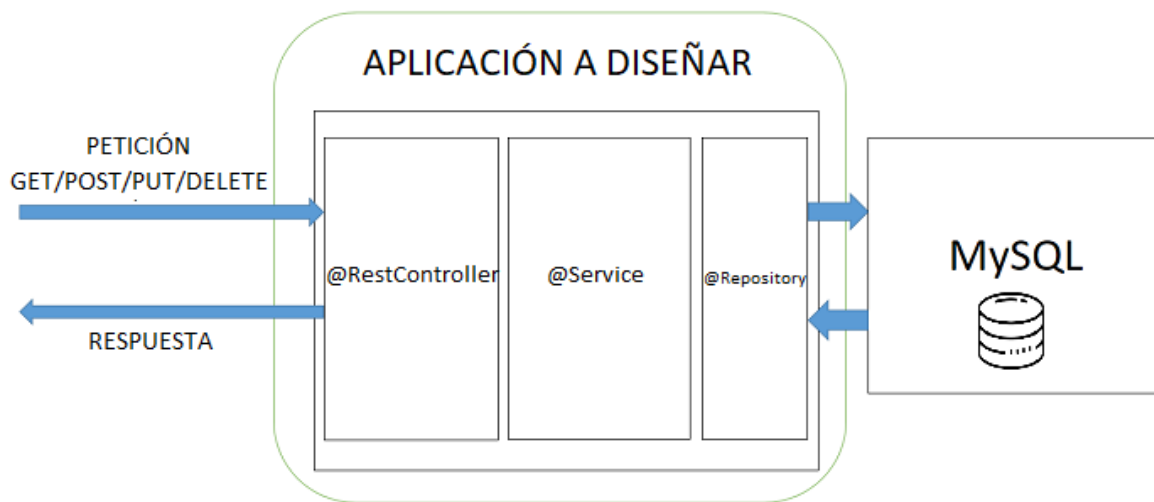 APLICACIÓN A DISEÑAR
PETICIÓN
GET/POST/PUT/DELETE
@RestController
@Service
@Repository
MySQL
RESPUESTA